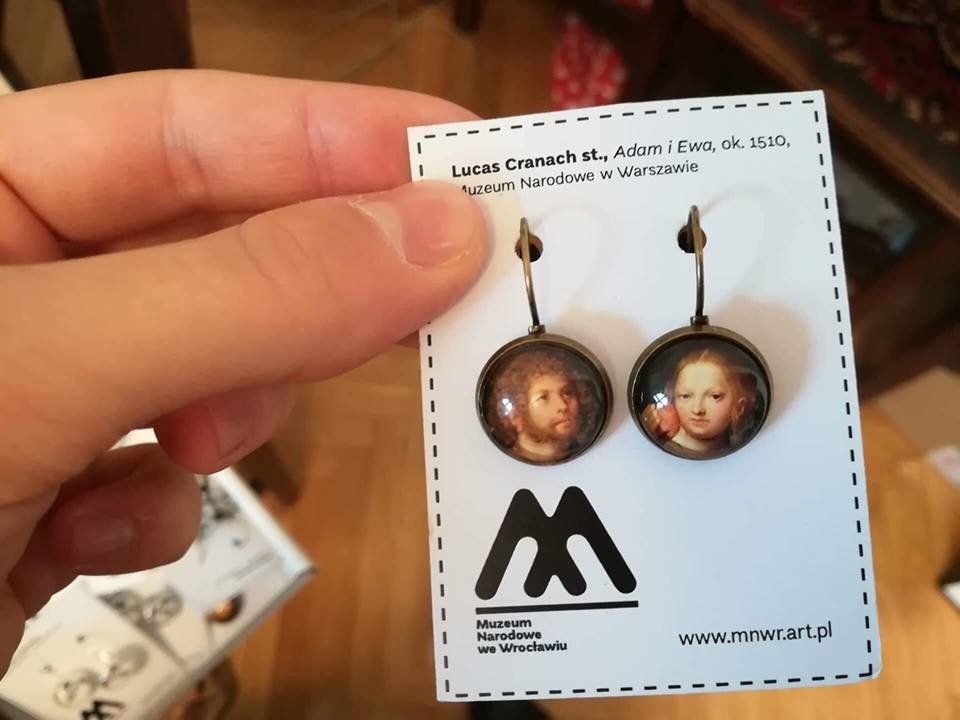 Lucas Cranach st., Adam i Ewa, ok. 1510,
Muzeum Narodowe w Warszawie
Muzeum
Narodowe
we Wrocławiu
www.mnwr.art.pl